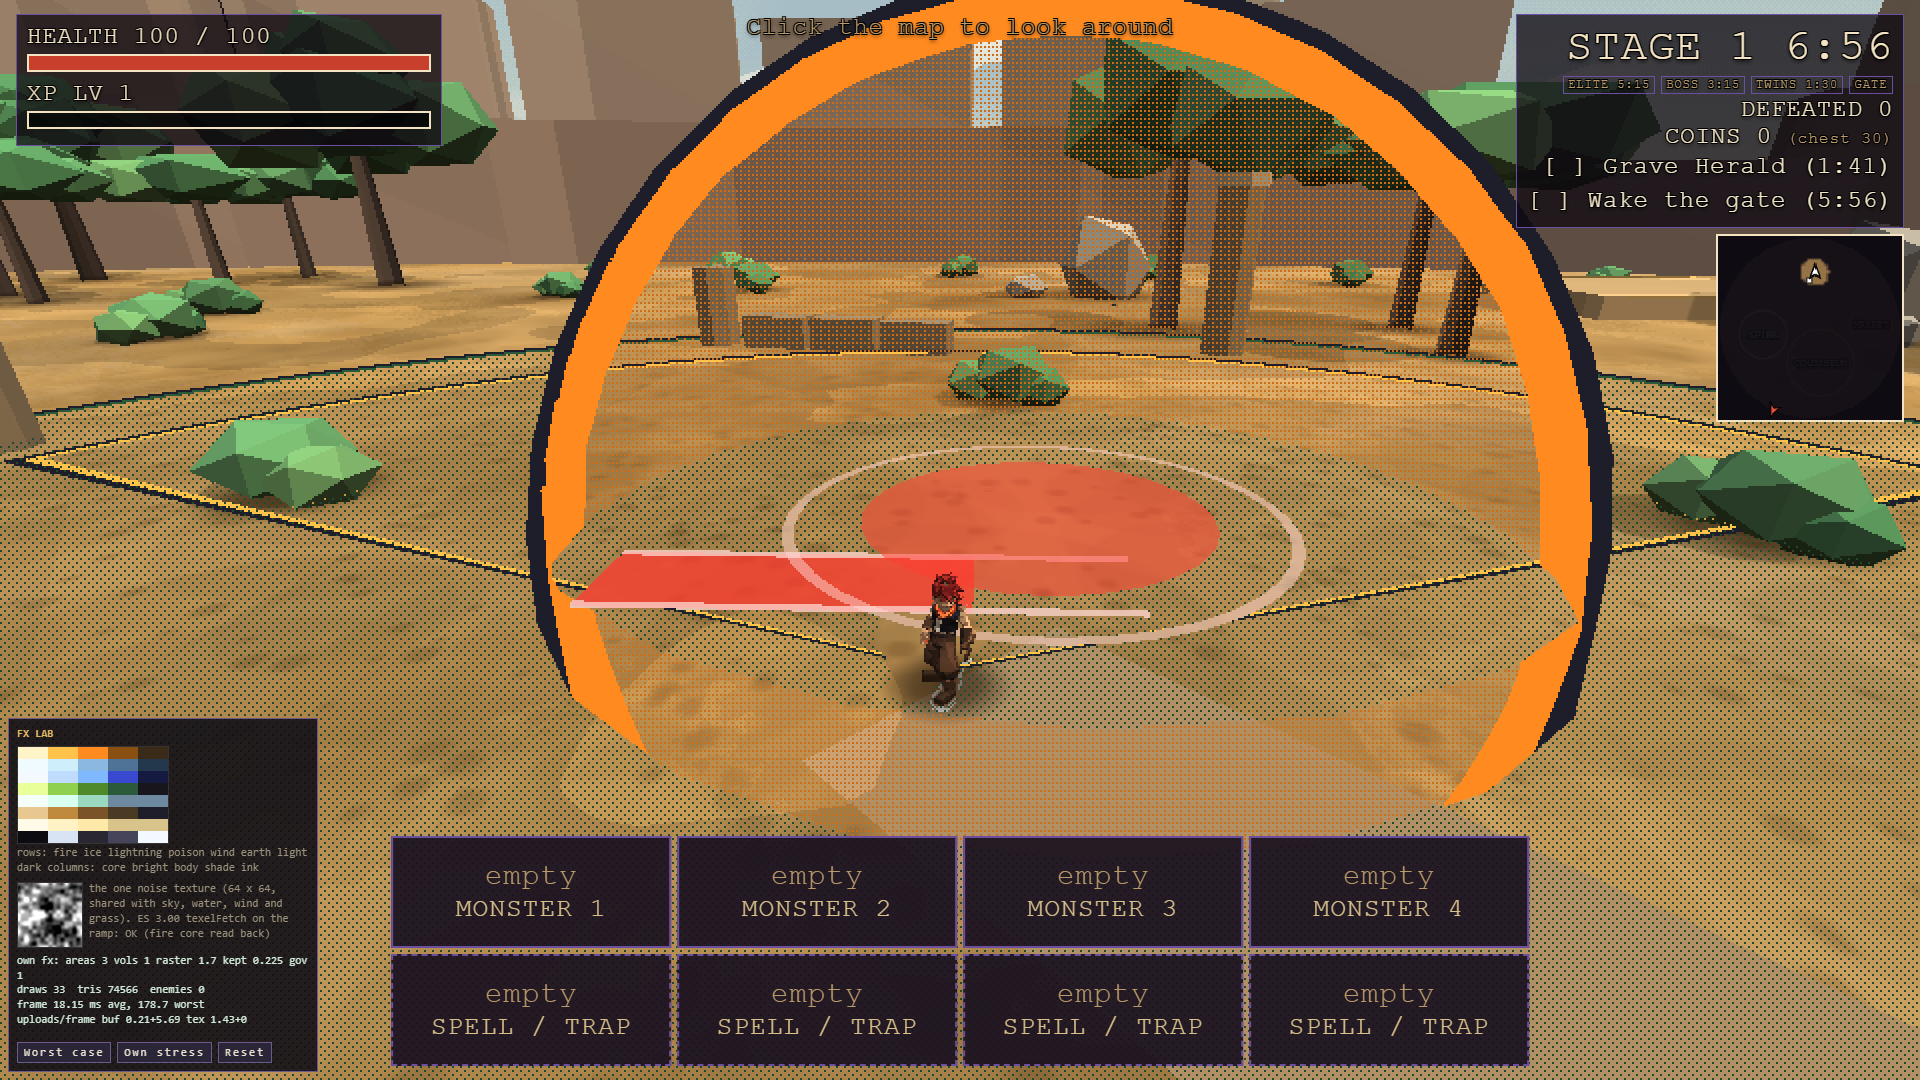 Click the map to look around
HEALTH 100 / 100
XP LV 1
STAGE 1 6:56
ELITE 5:15 BOSS 3:15 TWINS 1:30 GATE
DEFEATED 0
COINS 0 (chest 30)
[ ] Grave Herald (1:41)
[ ] Wake the gate (5:56)
FX LAB
rows: fire ice lightning poison wind earth light
dark columns: core bright body shade ink
the one noise texture (64 x 64,
shared with sky, water, wind and
grass). ES 3.00 texelFetch on the
ramp: OK (fire core read back)
own fx: areas 3 vols 1 raster 1.7 kept 0.225 gov
1
draws 33 tris 74566 enemies 0
frame 18.15 ms avg, 178.7 worst
uploads/frame buf 0.21+5.69 tex 1.43+0
Worst case Own stress Reset
empty
MONSTER 1
empty
MONSTER 2
empty
MONSTER 3
empty
MONSTER 4
empty
SPELL / TRAP
empty
SPELL / TRAP
empty
SPELL / TRAP
empty
SPELL / TRAP